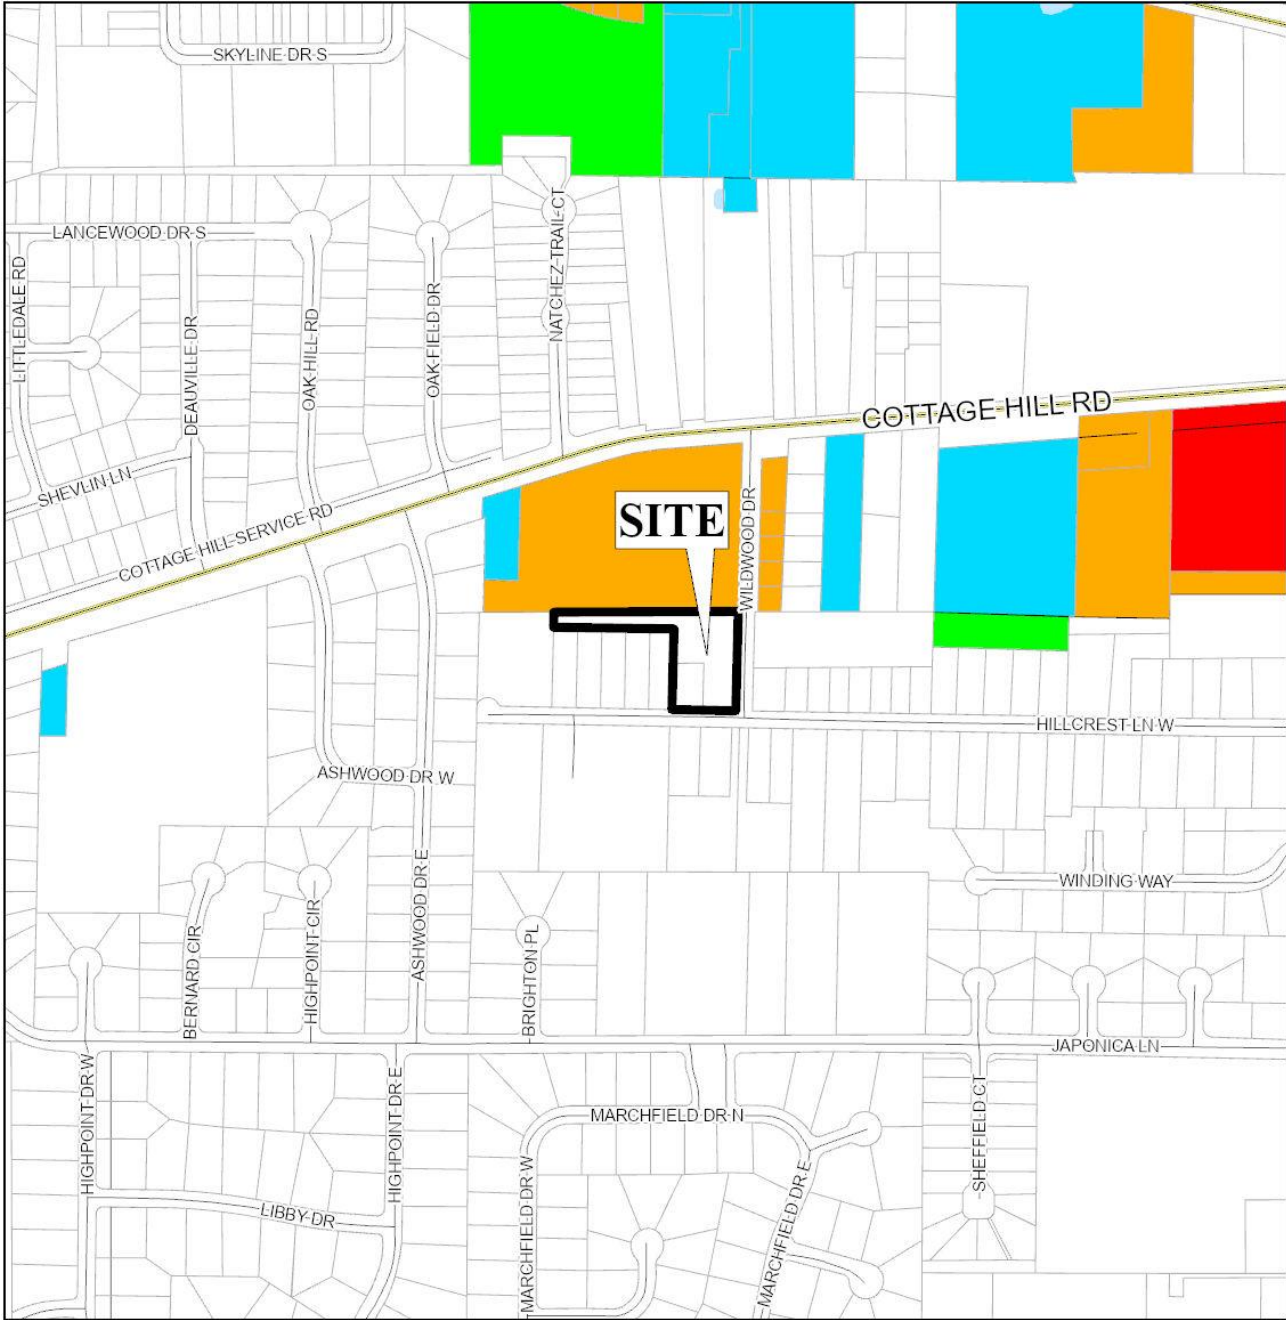 SKYLINE DR S
LANCEWOOD DR S
NATCHEZ TRAIL CT
LITTLEDALE RD
DEAUVILLE DR
OAK HILL RD
OAK FIELD DR
COTTAGE HILL RD
SHEVLIN LN
COTTAGE HILL SERVICE RD
SITE
WILDWOOD DR
HILLCREST LN W
ASHWOOD DR W
ASHWOOD DR E
WINDING WAY
BERNARD CIR
HIGHPOINT CIR
BRIGHTON PL
JAPONICA LN
HIGHPOINT DR W
HIGHPOINT DR E
MARCHFIELD DR N
SHEFFIELD CT
LIBBY DR
MARCHFIELD DR W
MARCHFIELD DR E